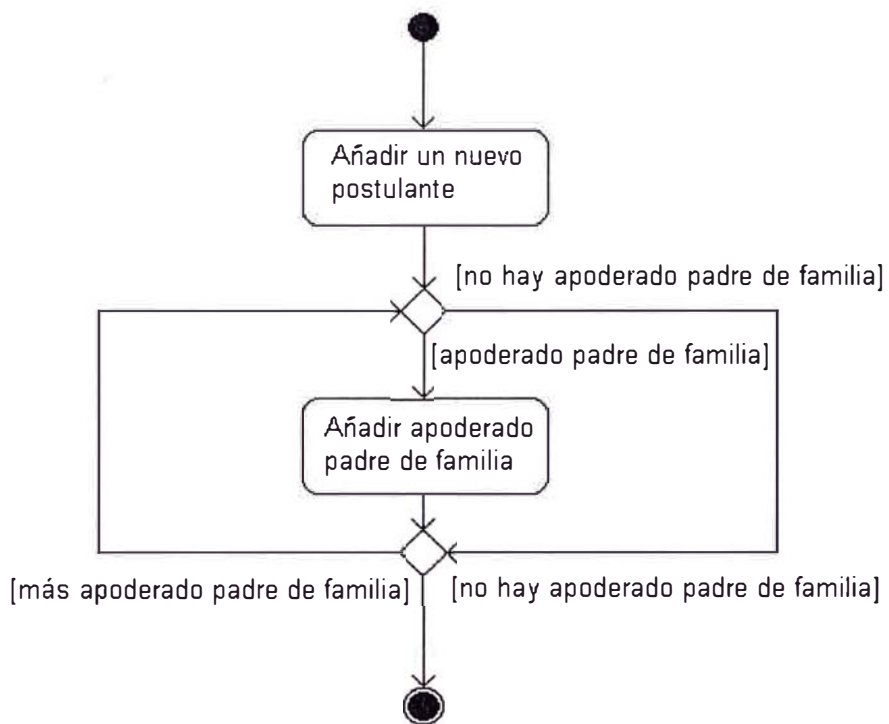 Añadir un nuevo
postulante
[no hay apoderado padre de familia]
[apoderado padre de familia]
Añadir apoderado
padre de familia
[más apoderado padre de familia]
[no hay apoderado padre de familia]